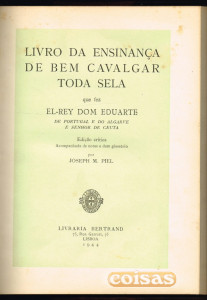 LIVRO DA ENSINANÇA
DE BEM CAVALGAR
TODA SELA
que fez
EL-REY DOM EDUARTE
DE PORTUGAL E DO ALGARVE
E SENHOR DE CEUTA
Edição crítica
Acompanhada de notas e dum glossário
por
JOSEPH M. PIEL
LIVRARIA BERTRAND
LISBOA
1944
coisas